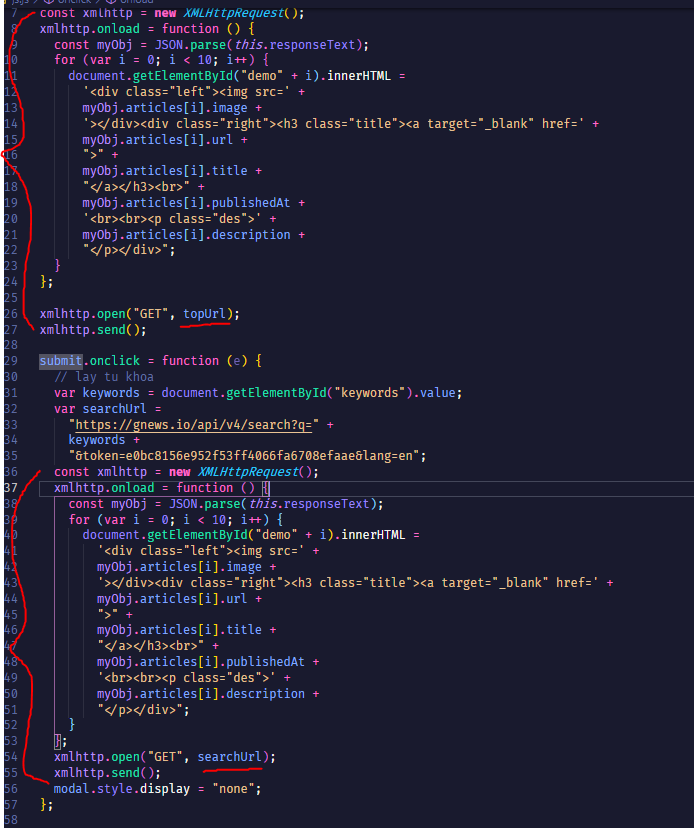 js.js > onclick > onload
7 const xmlhttp = new XMLHttpRequest();
8 xmlhttp.onload = function () {
9 const myObj = JSON.parse(this.responseText);
10 for (var i = 0; i < 10; i++) {
11 document.getElementById("demo" + i).innerHTML =
12 '<div class="left"><img src=' +
13 myObj.articles[i].image +
14 '></div><div class="right"><h3 class="title"><a target="_blank" href=' +
15 myObj.articles[i].url +
16 ">" +
17 myObj.articles[i].title +
18 "</a></h3><br>" +
19 myObj.articles[i].publishedAt +
20 '<br><br><p class="des">' +
21 myObj.articles[i].description +
22 "</p></div>";
23 }
24 };
25
26 xmlhttp.open("GET", topUrl);
27 xmlhttp.send();
28
29 submit.onclick = function (e) {
30 // lay tu khoa
31 var keywords = document.getElementById("keywords").value;
32 var searchUrl =
33 "https://gnews.io/api/v4/search?q=" +
34 keywords +
35 "&token=e0bc8156e952f53ff4066fa6708efaae&lang=en";
36 const xmlhttp = new XMLHttpRequest();
37 xmlhttp.onload = function () {
38 const myObj = JSON.parse(this.responseText);
39 for (var i = 0; i < 10; i++) {
40 document.getElementById("demo" + i).innerHTML =
41 '<div class="left"><img src=' +
42 myObj.articles[i].image +
43 '></div><div class="right"><h3 class="title"><a target="_blank" href=' +
44 myObj.articles[i].url +
45 ">" +
46 myObj.articles[i].title +
47 "</a></h3><br>" +
48 myObj.articles[i].publishedAt +
49 '<br><br><p class="des">' +
50 myObj.articles[i].description +
51 "</p></div>";
52 }
53 };
54 xmlhttp.open("GET", searchUrl);
55 xmlhttp.send();
56 modal.style.display = "none";
57 };
58